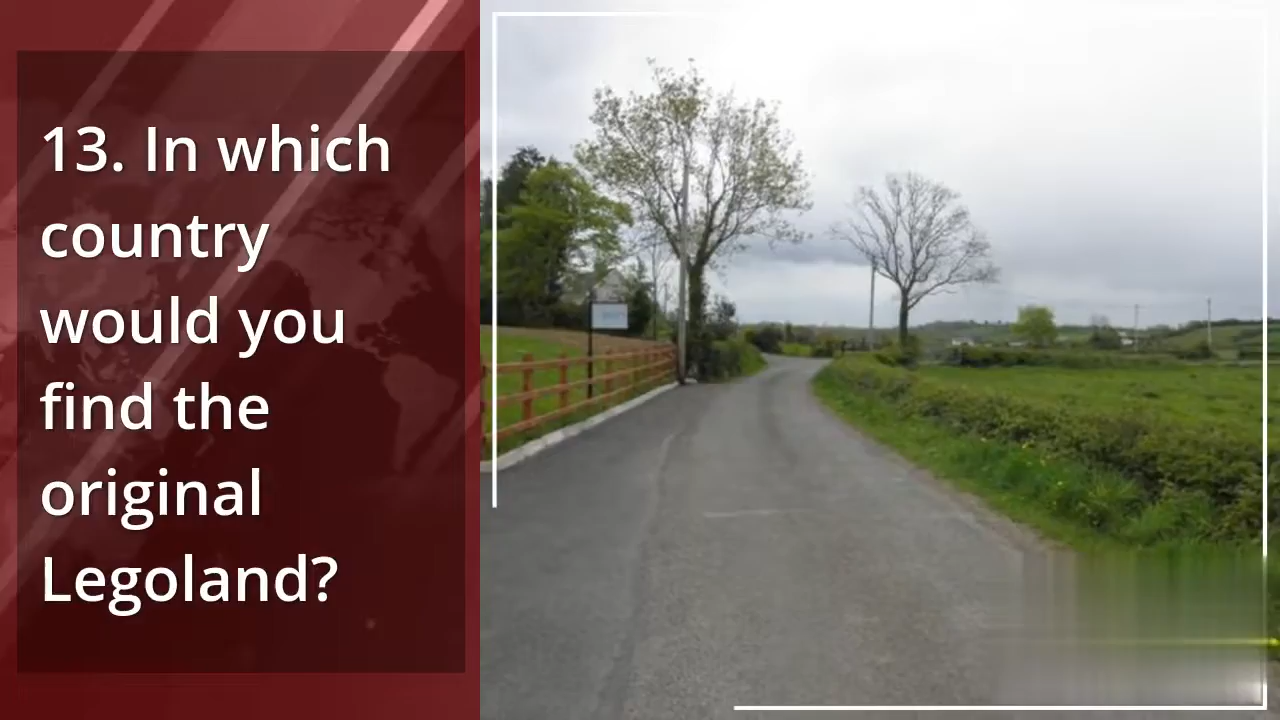 13. In which
country
would you
find the
original
Legoland?